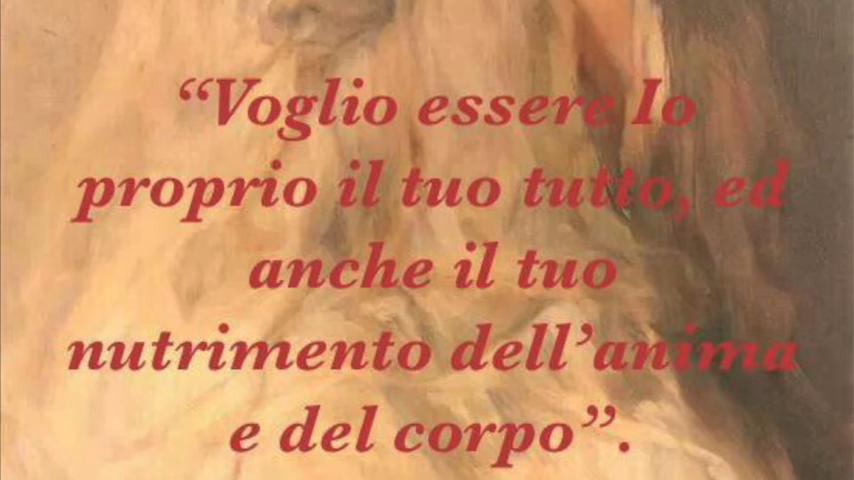 “Voglio essere Io
proprio il tuo tutto, ed
anche il tuo
nutrimento dell’anima
e del corpo”.